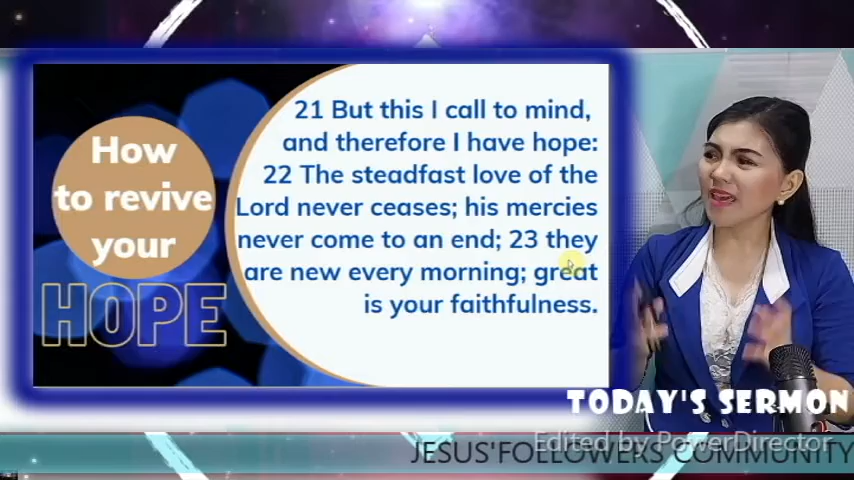 How
to revive
your
HOPE
21 But this I call to mind,
and therefore I have hope:
22 The steadfast love of the
Lord never ceases; his mercies
never come to an end; 23 they
are new every morning; great
is your faithfulness.
TODAY'S SERMON
Edited by PowerDirector
JESUS'FOLLOWERS COMMUNITY